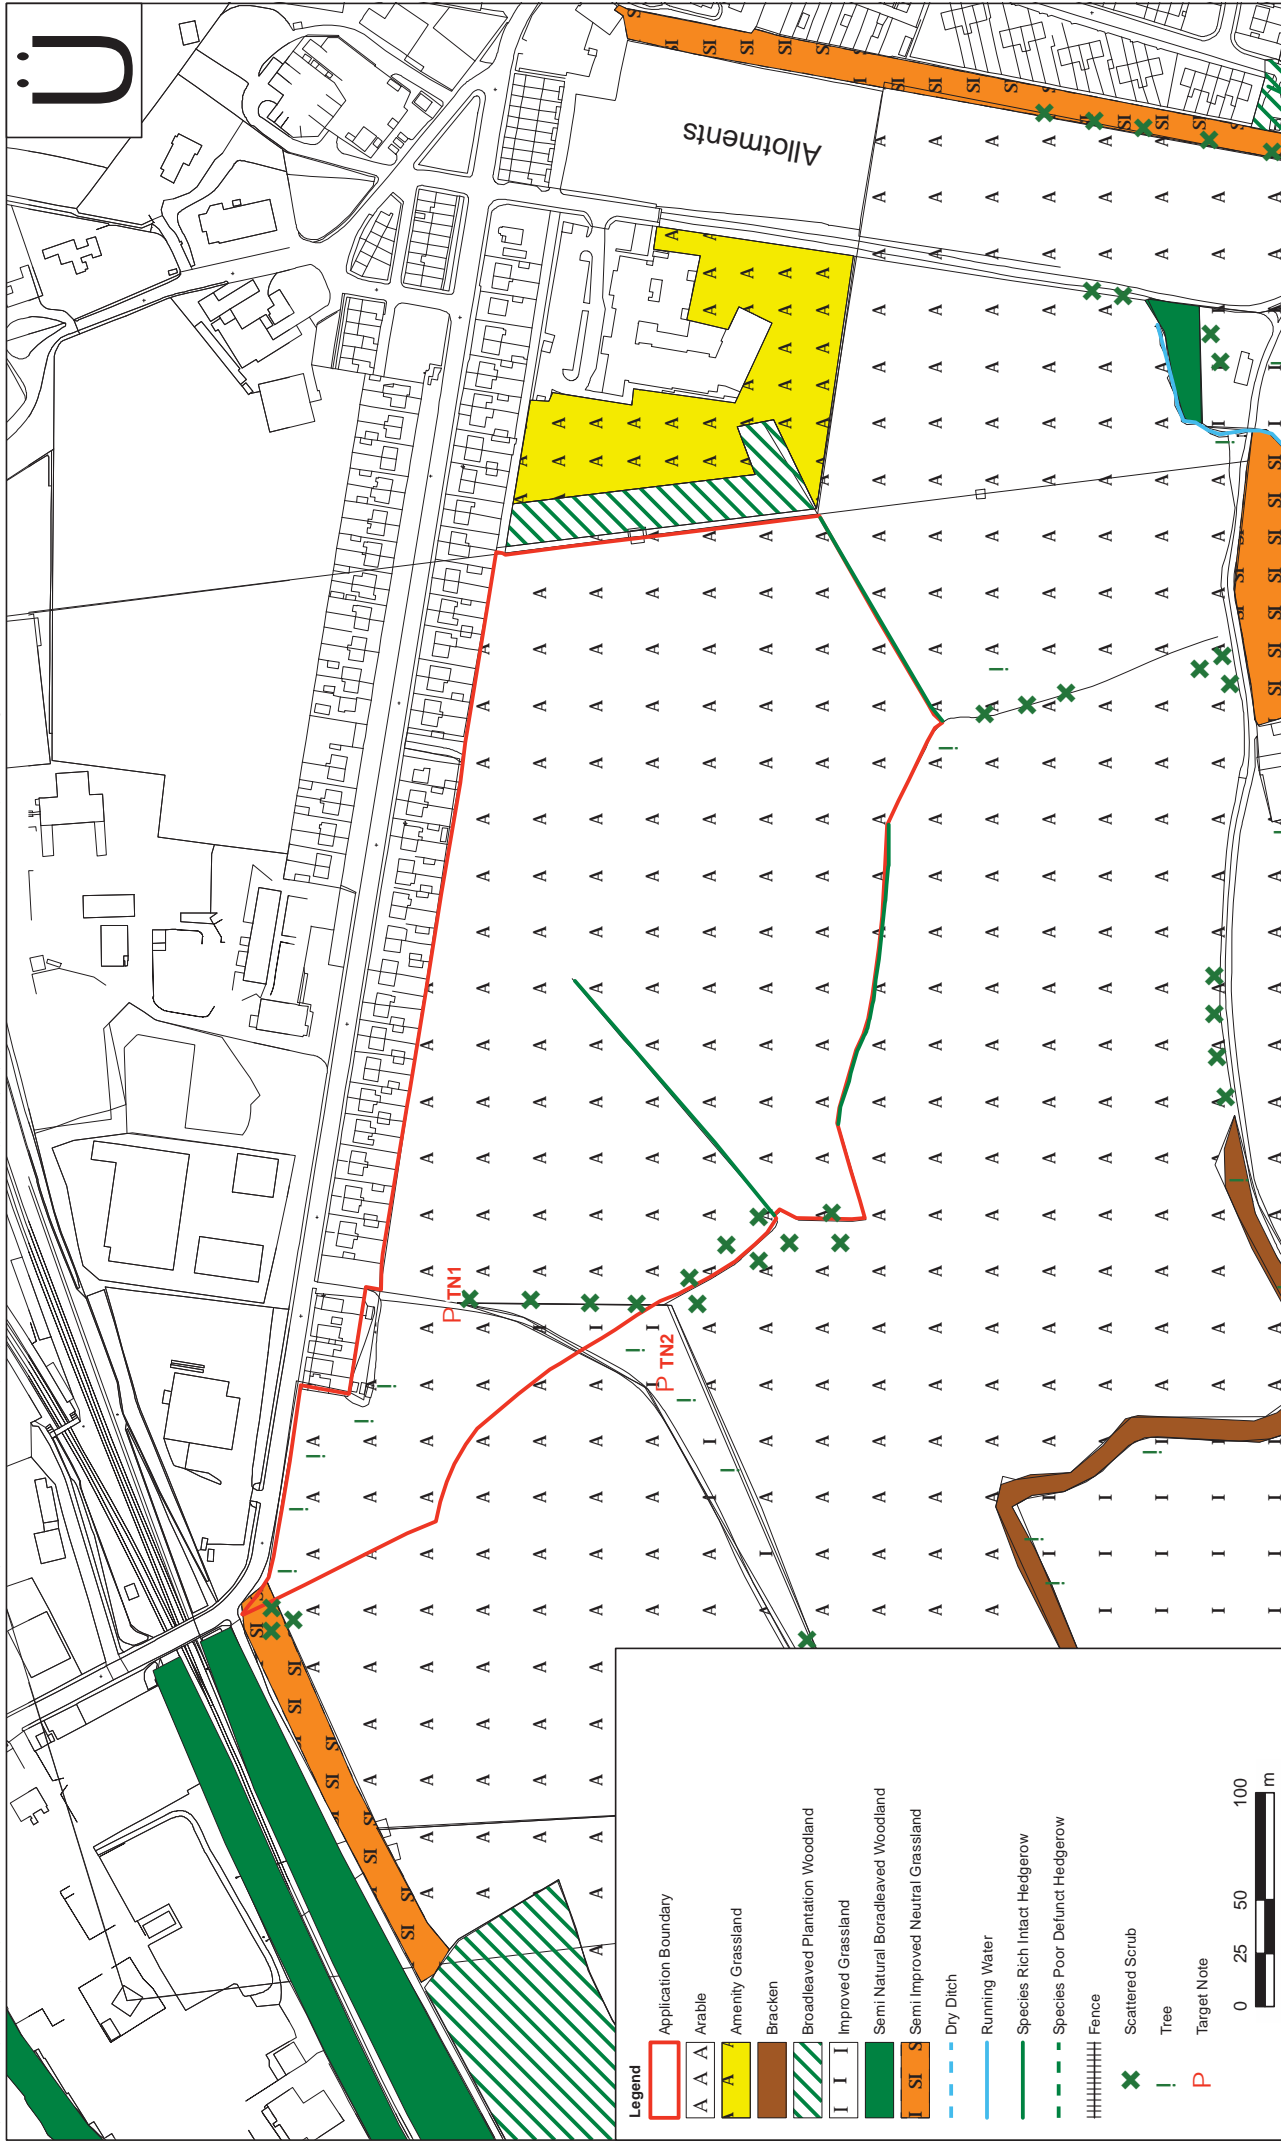 Ü
Allotments
P TN1
P TN2
Legend
Application Boundary
A A A Arable
A A Amenity Grassland
Bracken
Broadleaved Plantation Woodland
I I I Improved Grassland
Semi Natural Boradleaved Woodland
I SI S Semi Improved Neutral Grassland
Dry Ditch
Running Water
Species Rich Intact Hedgerow
Species Poor Defunct Hedgerow
Fence
Scattered Scrub
Tree
P Target Note
0 25 50 100
m